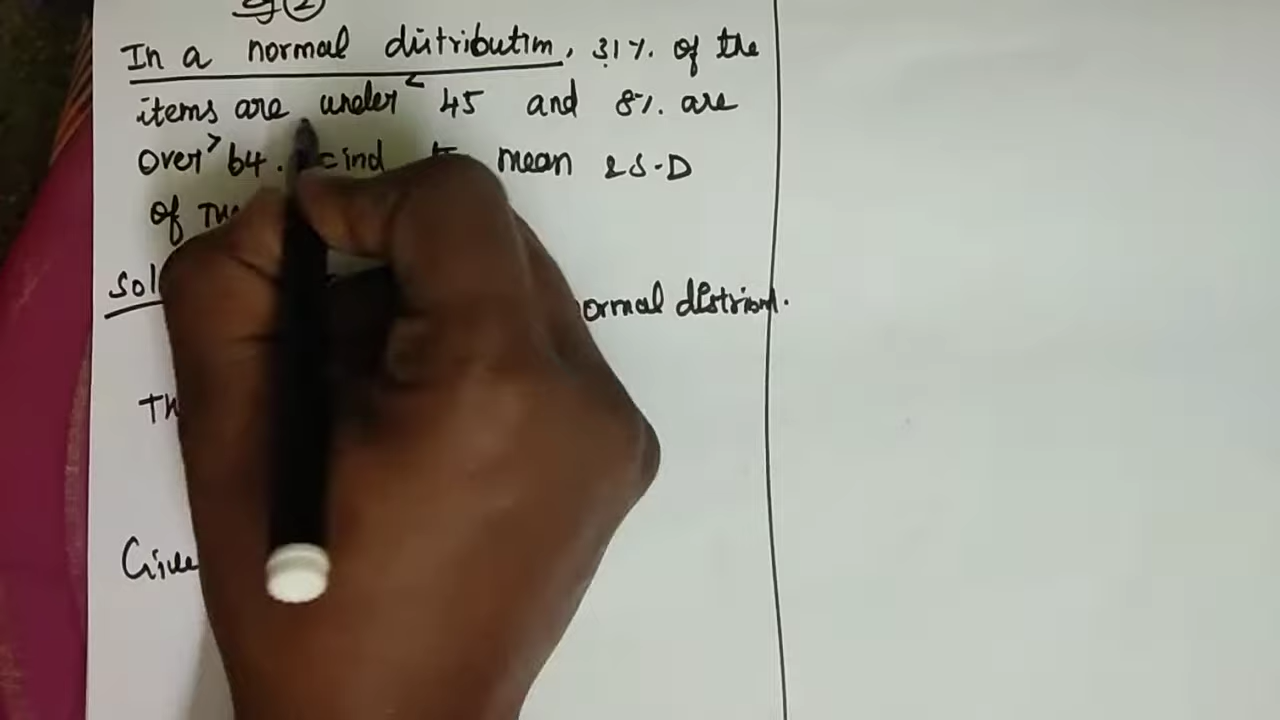 In a normal distribution, 31%. of the
items are under < 45 and 8%. are
Over > 64. mean & S.D
of
Sol ormal distribn.
Th
Give